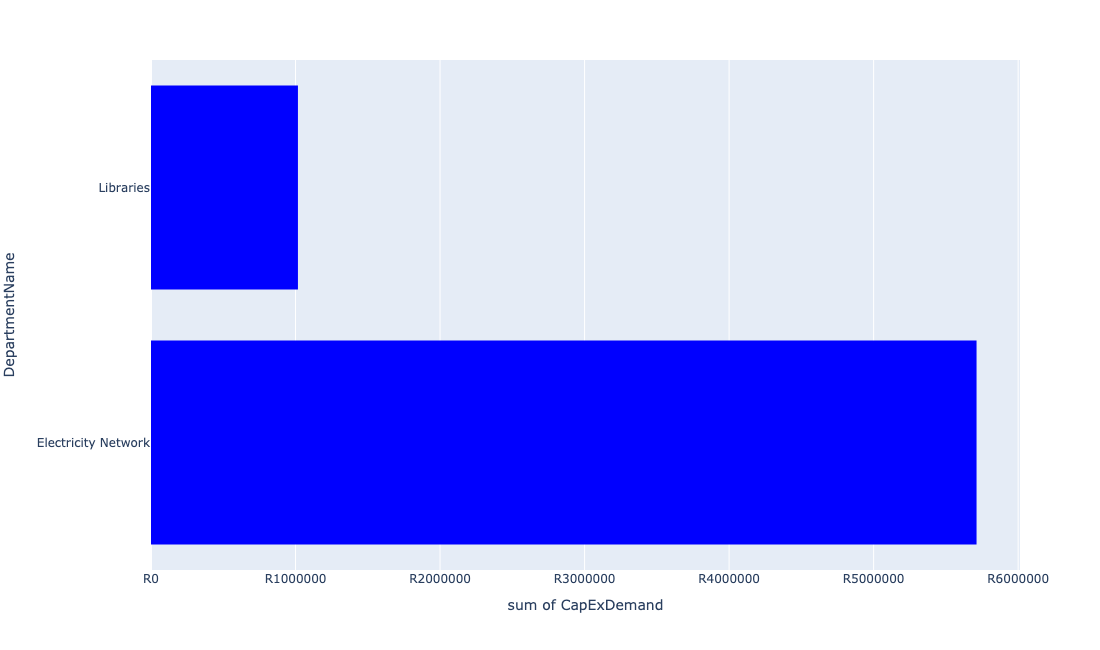 DepartmentName
Libraries
Electricity Network
R0 R1000000 R2000000 R3000000 R4000000 R5000000 R6000000
sum of CapExDemand